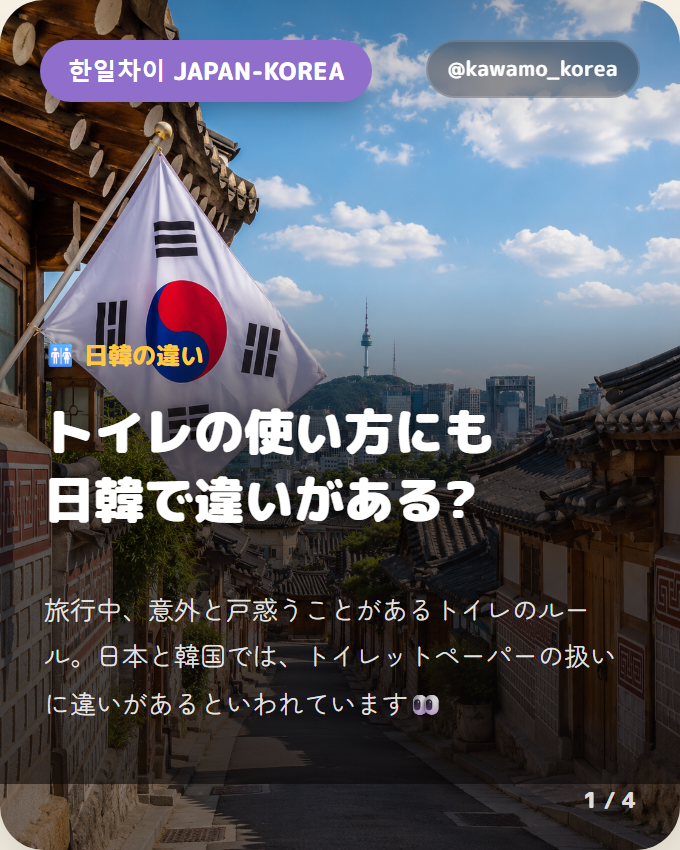 한일차이 JAPAN-KOREA
@kawamo_korea
🚻 日韓の違い
トイレの使い方にも
日韓で違いがある?
旅行中、意外と戸惑うことがあるトイレのルー
ル。日本と韓国では、トイレットペーパーの扱い
に違いがあるといわれています👀
1 / 4